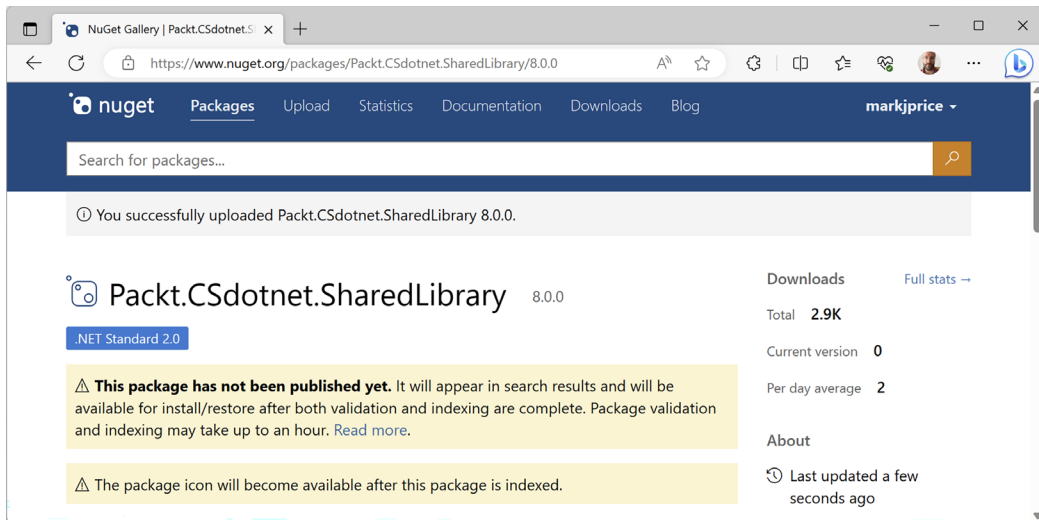 NuGet Gallery | Packt.CSdotnet.S
https://www.nuget.org/packages/Packt.CSdotnet.SharedLibrary/8.0.0
nuget Packages Upload Statistics Documentation Downloads Blog markjprice
Search for packages...
You successfully uploaded Packt.CSdotnet.SharedLibrary 8.0.0.
Packt.CSdotnet.SharedLibrary 8.0.0
.NET Standard 2.0
This package has not been published yet. It will appear in search results and will be
available for install/restore after both validation and indexing are complete. Package validation
and indexing may take up to an hour. Read more.
The package icon will become available after this package is indexed.
Downloads Full stats →
Total 2.9K
Current version 0
Per day average 2
About
Last updated a few
seconds ago